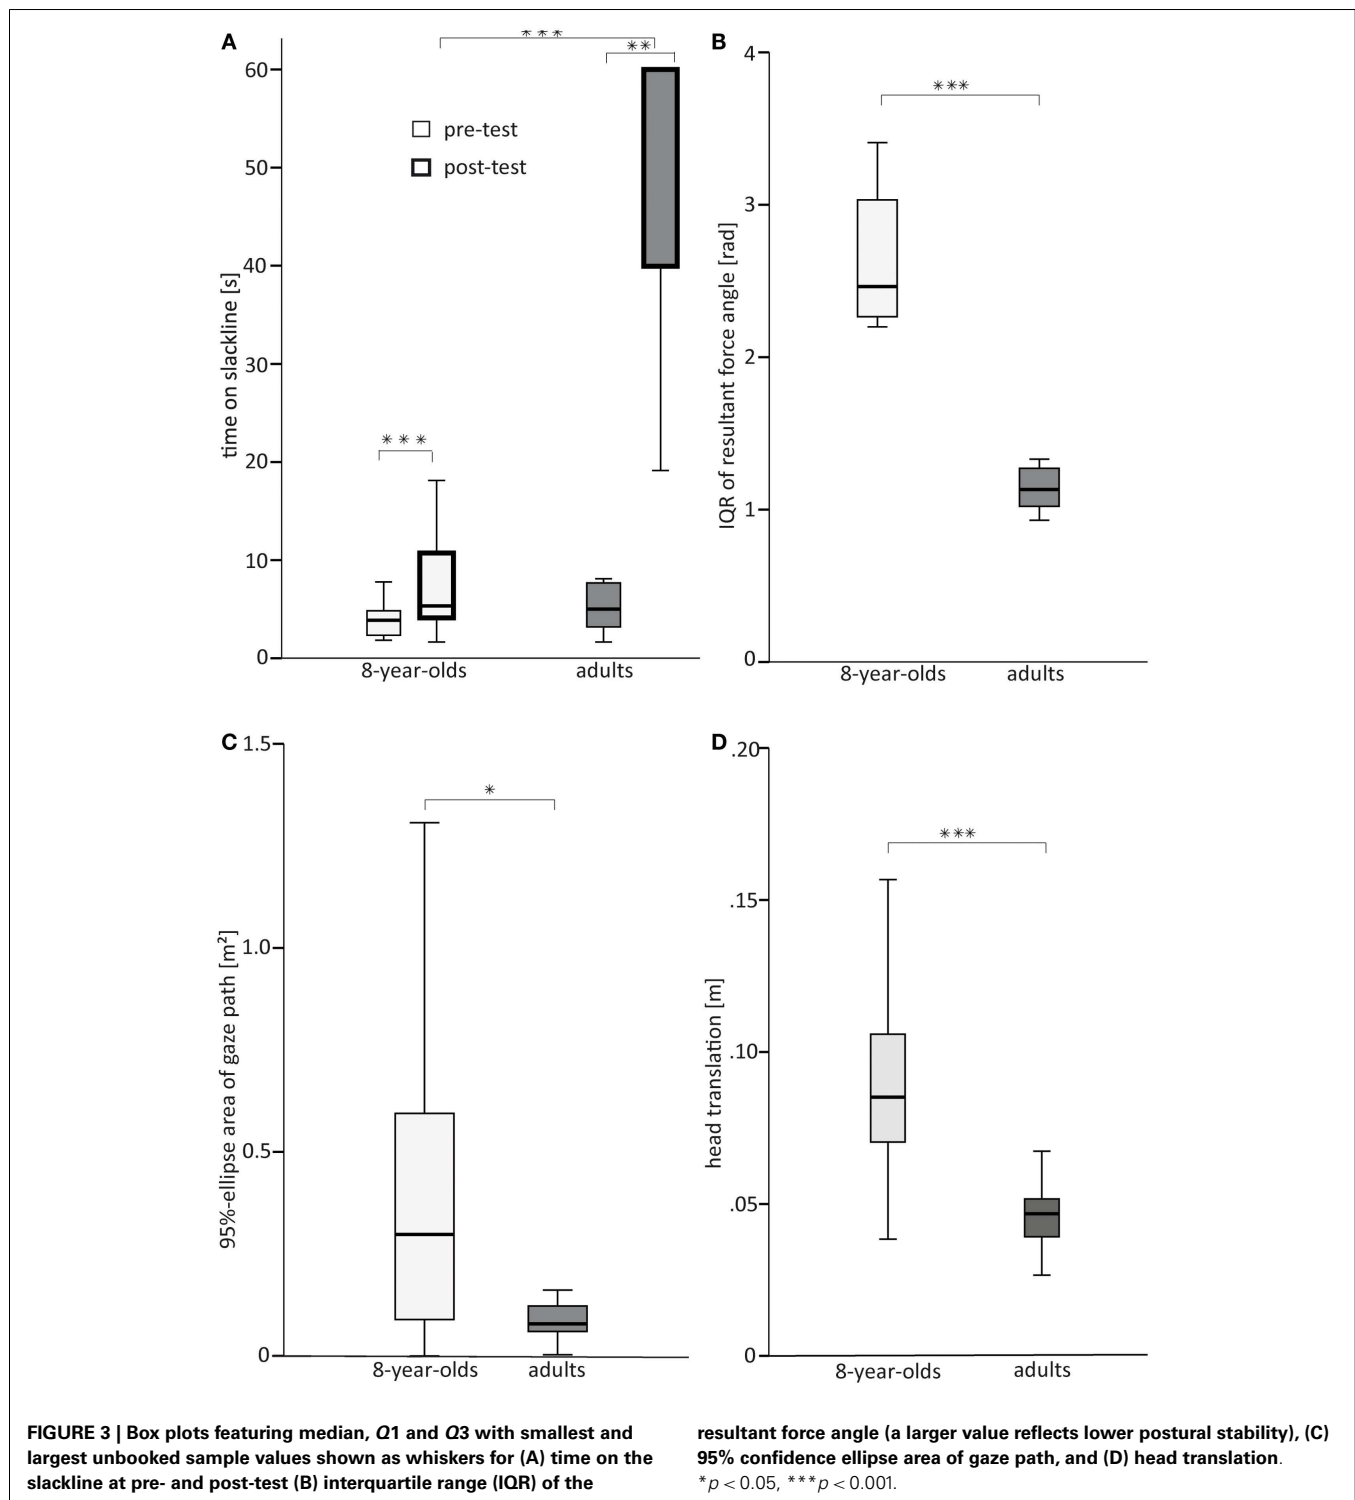 A
60
50
40
30
20
10
0
time on slackline [s]
pre-test
post-test
***
**
***
8-year-olds
adults
B
4
3
2
1
0
IQR of resultant force angle [rad]
***
8-year-olds
adults
C
1.5
1.0
0.5
0
95%-ellipse area of gaze path [m²]
*
8-year-olds
adults
D
.20
.15
.10
.05
0
head translation [m]
***
8-year-olds
adults
FIGURE 3 | Box plots featuring median, Q1 and Q3 with smallest and
largest unbooked sample values shown as whiskers for (A) time on the
slackline at pre- and post-test (B) interquartile range (IQR) of the
resultant force angle (a larger value reflects lower postural stability), (C)
95% confidence ellipse area of gaze path, and (D) head translation.
*p < 0.05, ***p < 0.001.